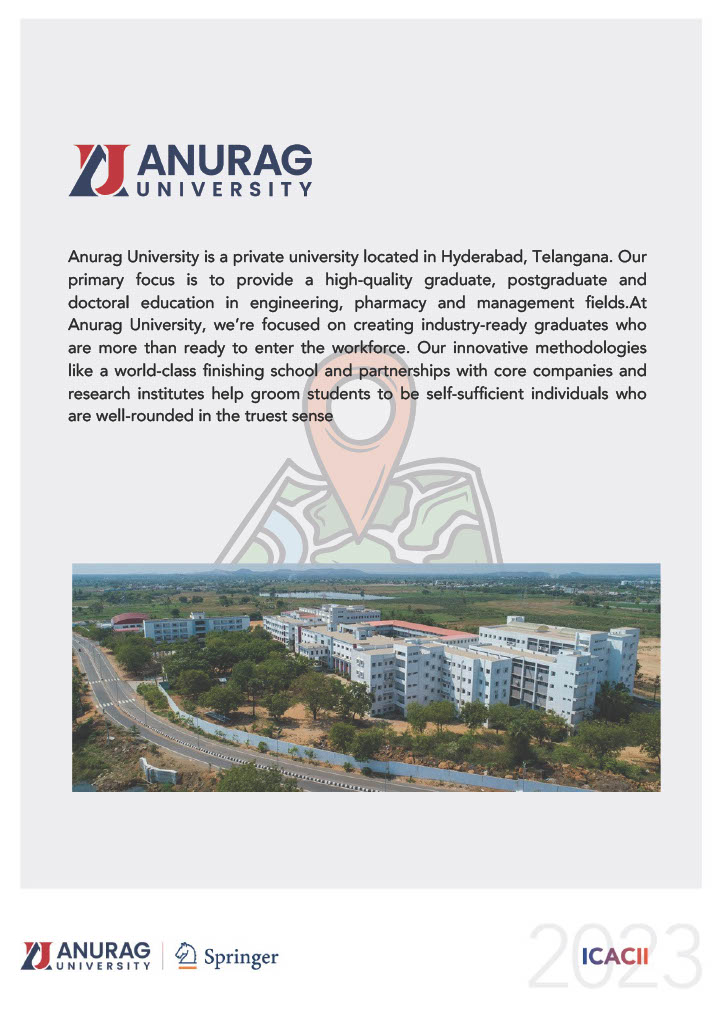 ANURAG
UNIVERSITY
Anurag University is a private university located in Hyderabad, Telangana. Our
primary focus is to provide a high-quality graduate, postgraduate and
doctoral education in engineering, pharmacy and management fields.At
Anurag University, we’re focused on creating industry-ready graduates who
are more than ready to enter the workforce. Our innovative methodologies
like a world-class finishing school and partnerships with core companies and
research institutes help groom students to be self-sufficient individuals who
are well-rounded in the truest sense
ANURAG
UNIVERSITY
Springer
2023
ICACII